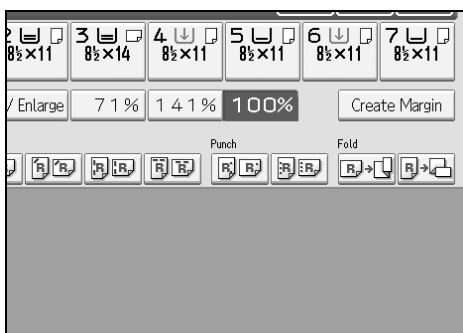 2 3 4 5 6 7
8½×11 8½×14 8½×11 8½×11 8½×11 8½×11
/ Enlarge 71% 141% 100% Create Margin
Punch Fold
R R R R R R R R R R R R